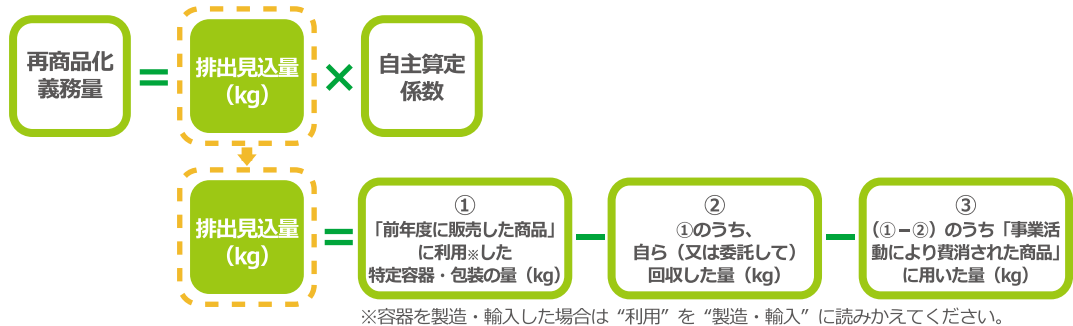 再商品化
義務量
＝
排出見込量
（kg）
×
自主算定
係数
排出見込量
（kg）
＝
①
「前年度に販売した商品」
に利用※した
特定容器・包装の量（kg）
－
②
①のうち、
自ら（又は委託して）
回収した量（kg）
－
③
（①－②）のうち「事業活
動により費消された商品」
に用いた量（kg）
※容器を製造・輸入した場合は“利用”を“製造・輸入”に読みかえてください。